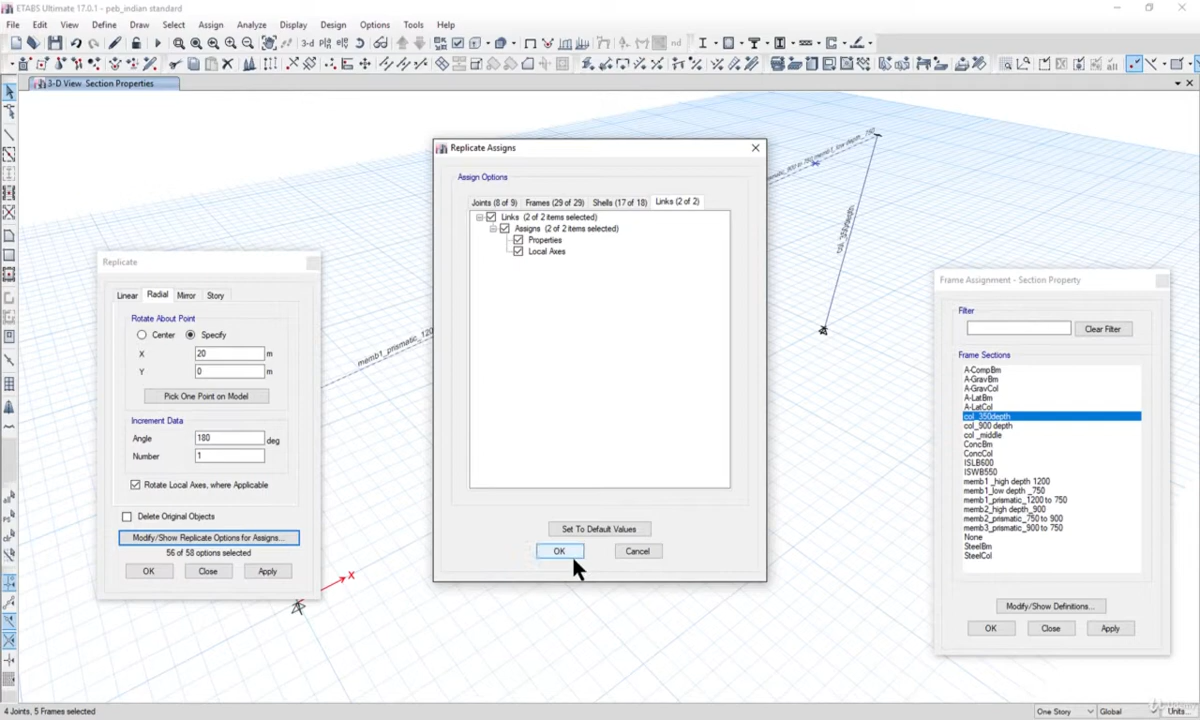 ETABS Ultimate 17.0.1 - peb_indian standard
File Edit View Define Draw Select Assign Analyze Display Design Options Tools Help
3-D View Section Properties
Replicate
Linear Radial Mirror Story
Rotate About Point
Center Specify
X 20 m
Y 0 m
Pick One Point on Model
Increment Data
Angle 180 deg
Number 1
Rotate Local Axes, where Applicable
Delete Original Objects
Modify/Show Replicate Options for Assigns...
56 of 58 options selected
OK Close Apply
X
memb1_prismatic_120
Replicate Assigns
Assign Options
Joints (8 of 9) Frames (29 of 29) Shells (17 of 18) Links (2 of 2)
Links (2 of 2 items selected)
Assigns (2 of 2 items selected)
Properties
Local Axes
Set To Default Values
OK Cancel
900 to 750 memb1_low depth _750
col_350depth
Frame Assignment - Section Property
Filter
Clear Filter
Frame Sections
A-CompBm
A-GravBm
A-GravCol
A-LatBm
A-LatCol
col_350depth
col_900 depth
col _middle
ConcBm
ConcCol
ISLB600
ISWB550
memb1 _high depth 1200
memb1_low depth _750
memb1_prismatic_1200 to 750
memb2_high depth_900
memb2_prismatic_750 to 900
memb3_prismatic_900 to 750
None
SteelBm
SteelCol
Modify/Show Definitions...
OK Close Apply
4 Joints, 5 Frames selected
One Story Global Units...